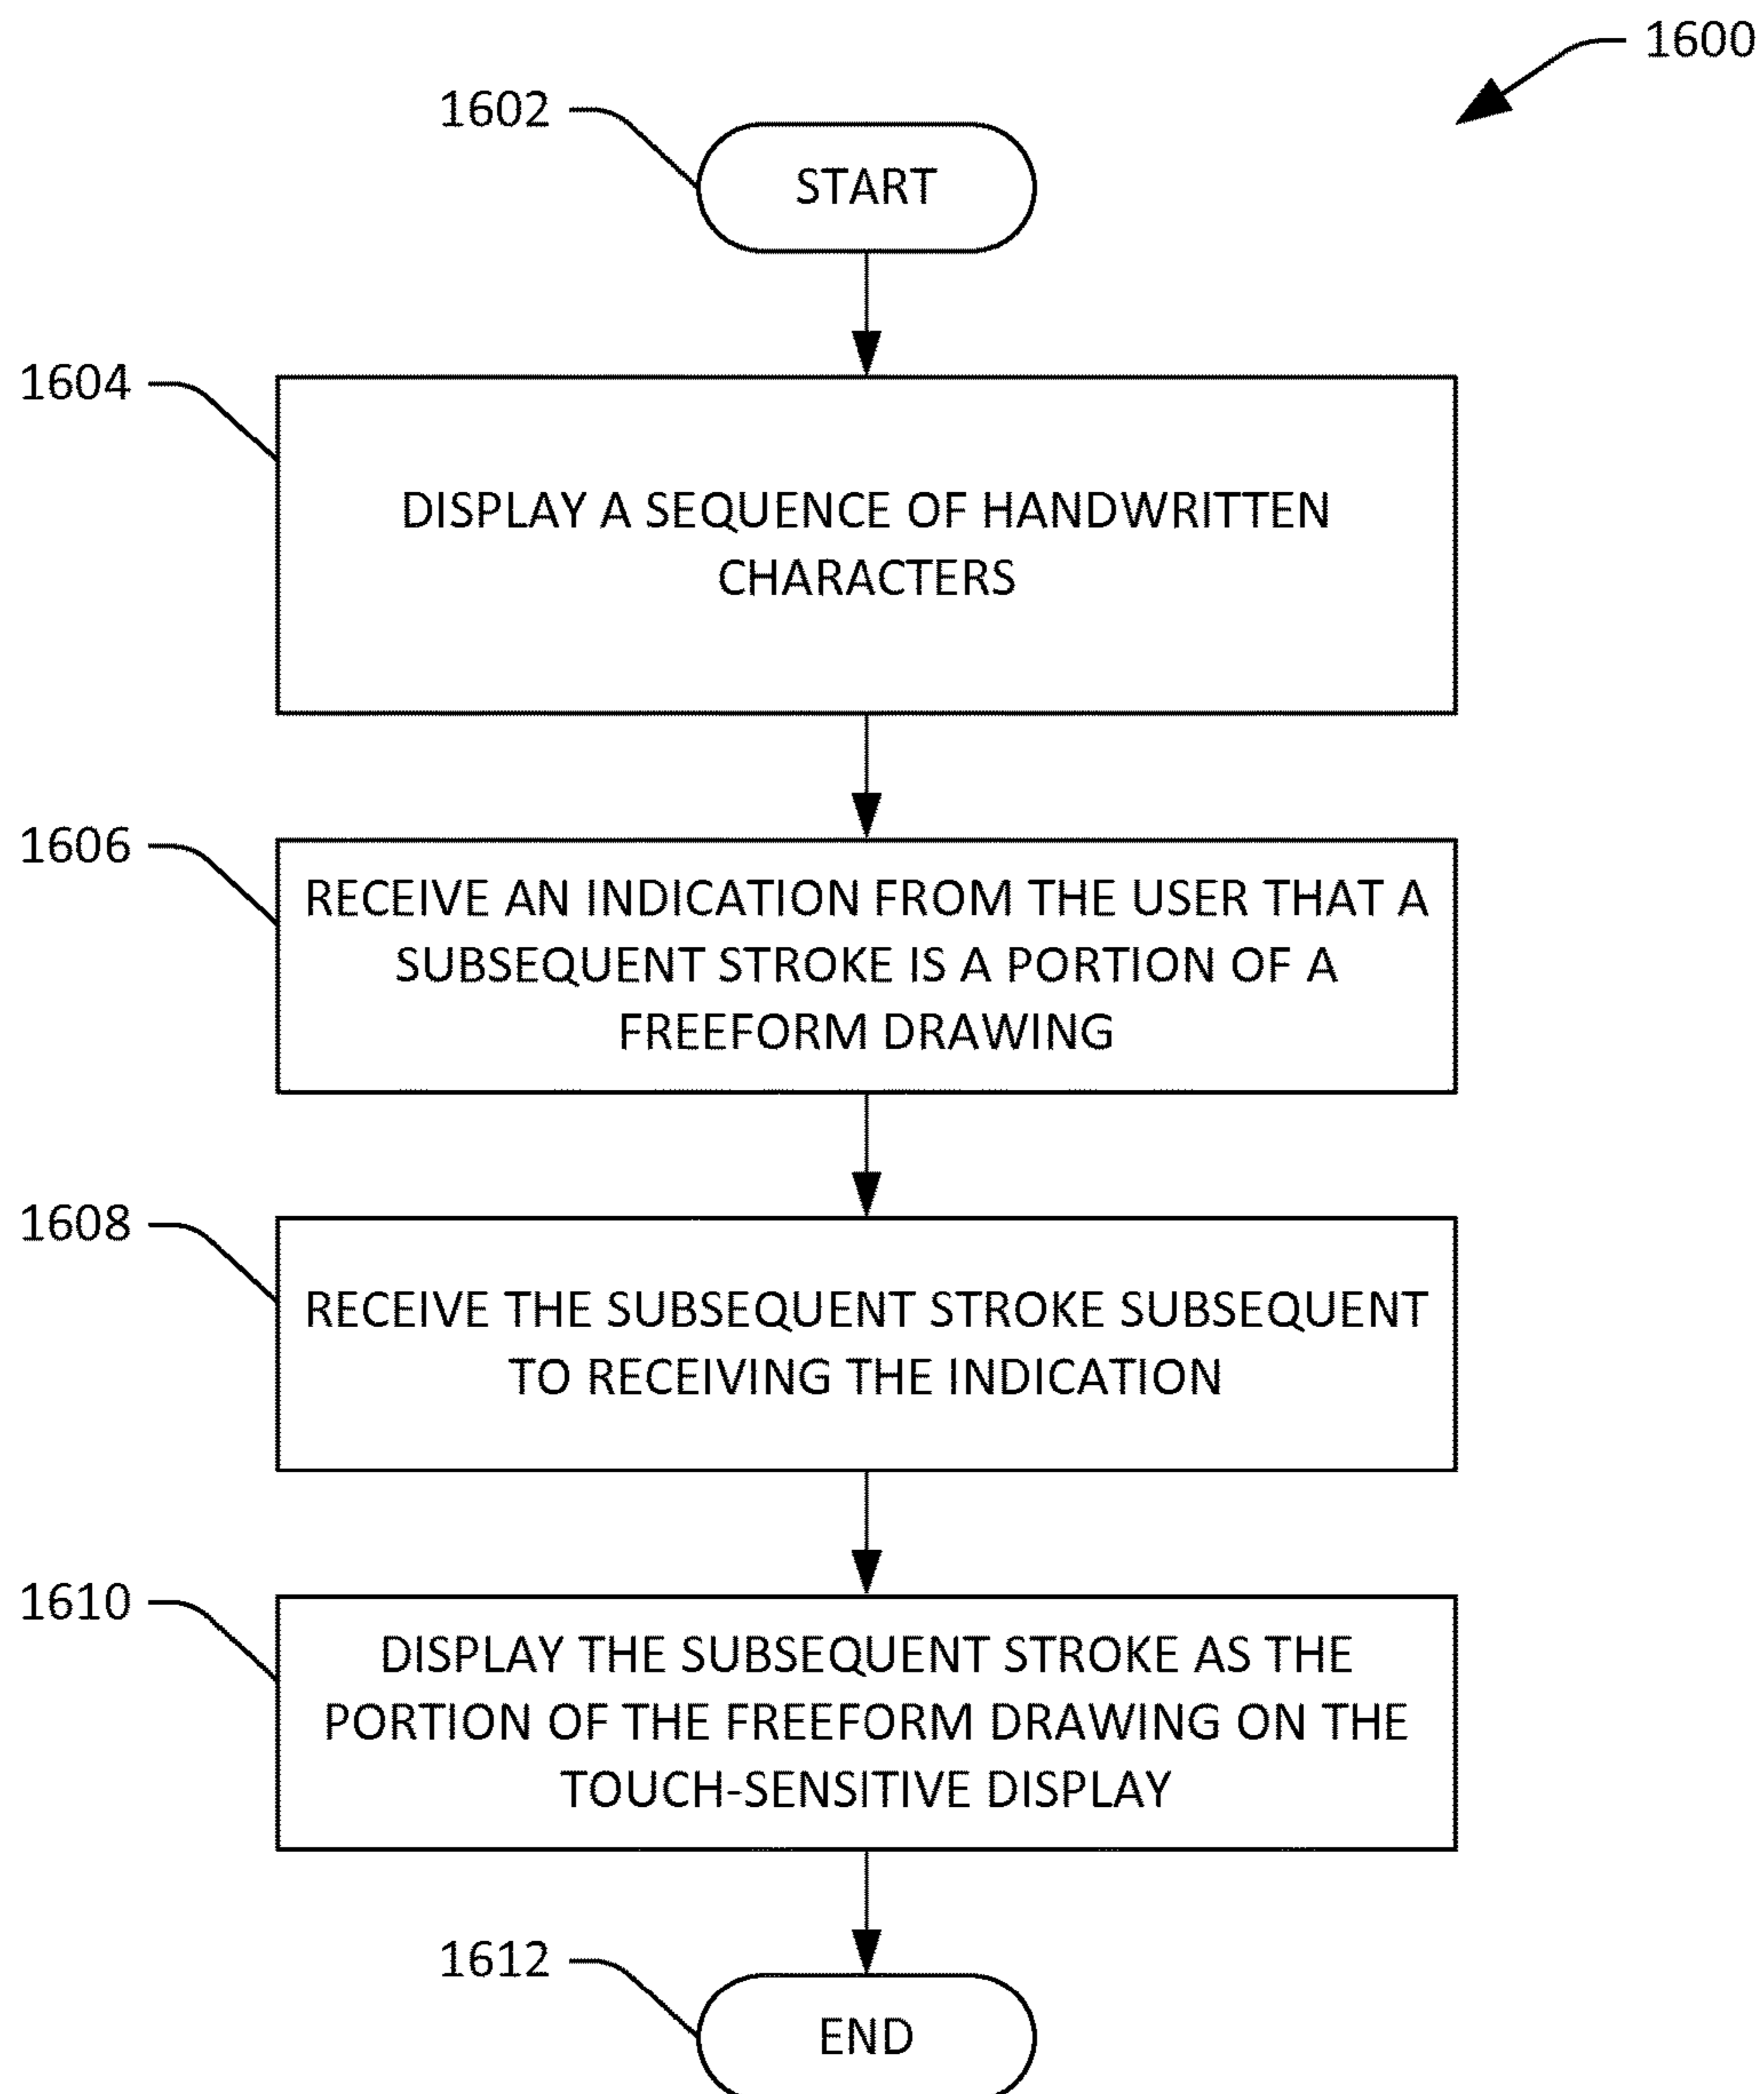 1600
1602
START
1604
DISPLAY A SEQUENCE OF HANDWRITTEN
CHARACTERS
1606
RECEIVE AN INDICATION FROM THE USER THAT A
SUBSEQUENT STROKE IS A PORTION OF A
FREEFORM DRAWING
1608
RECEIVE THE SUBSEQUENT STROKE SUBSEQUENT
TO RECEIVING THE INDICATION
1610
DISPLAY THE SUBSEQUENT STROKE AS THE
PORTION OF THE FREEFORM DRAWING ON THE
TOUCH-SENSITIVE DISPLAY
1612
END